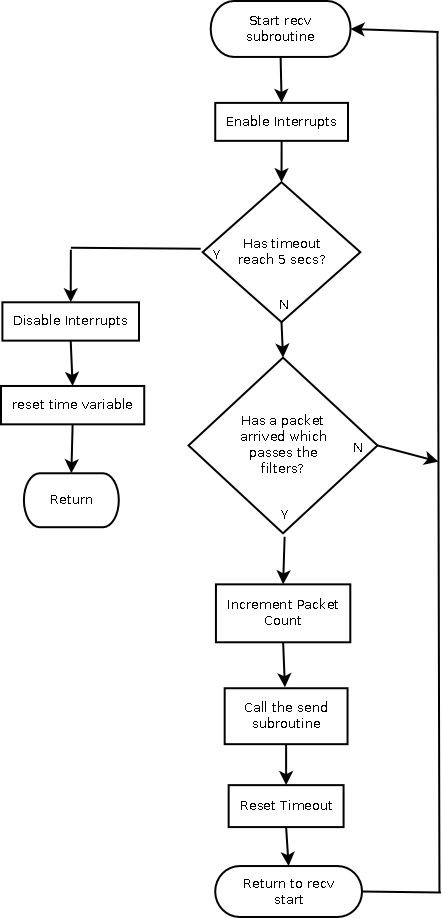 Start recv
subroutine
Enable Interrupts
Has timeout
reach 5 secs?
Y
N
Disable Interrupts
reset time variable
Return
Has a packet
arrived which
passes the
filters?
N
Y
Increment Packet
Count
Call the send
subroutine
Reset Timeout
Return to recv
start